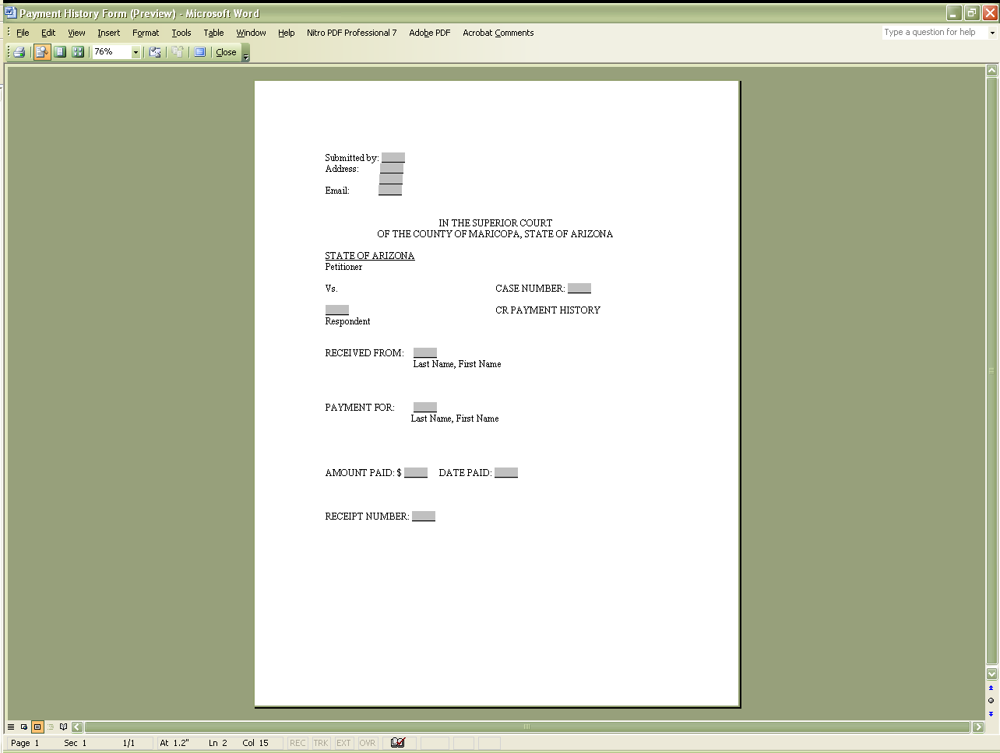 Payment History Form (Preview) - Microsoft Word
File Edit View Insert Format Tools Table Window Help Nitro PDF Professional 7 Adobe PDF Acrobat Comments Type a question for help
76% Close
Submitted by:
Address:
Email:
IN THE SUPERIOR COURT
OF THE COUNTY OF MARICOPA, STATE OF ARIZONA
STATE OF ARIZONA
Petitioner
Vs. CASE NUMBER:
CR PAYMENT HISTORY
Respondent
RECEIVED FROM:
Last Name, First Name
PAYMENT FOR:
Last Name, First Name
AMOUNT PAID: $ DATE PAID:
RECEIPT NUMBER:
Page 1 Sec 1 1/1 At 1.2" Ln 2 Col 15 REC TRK EXT OVR